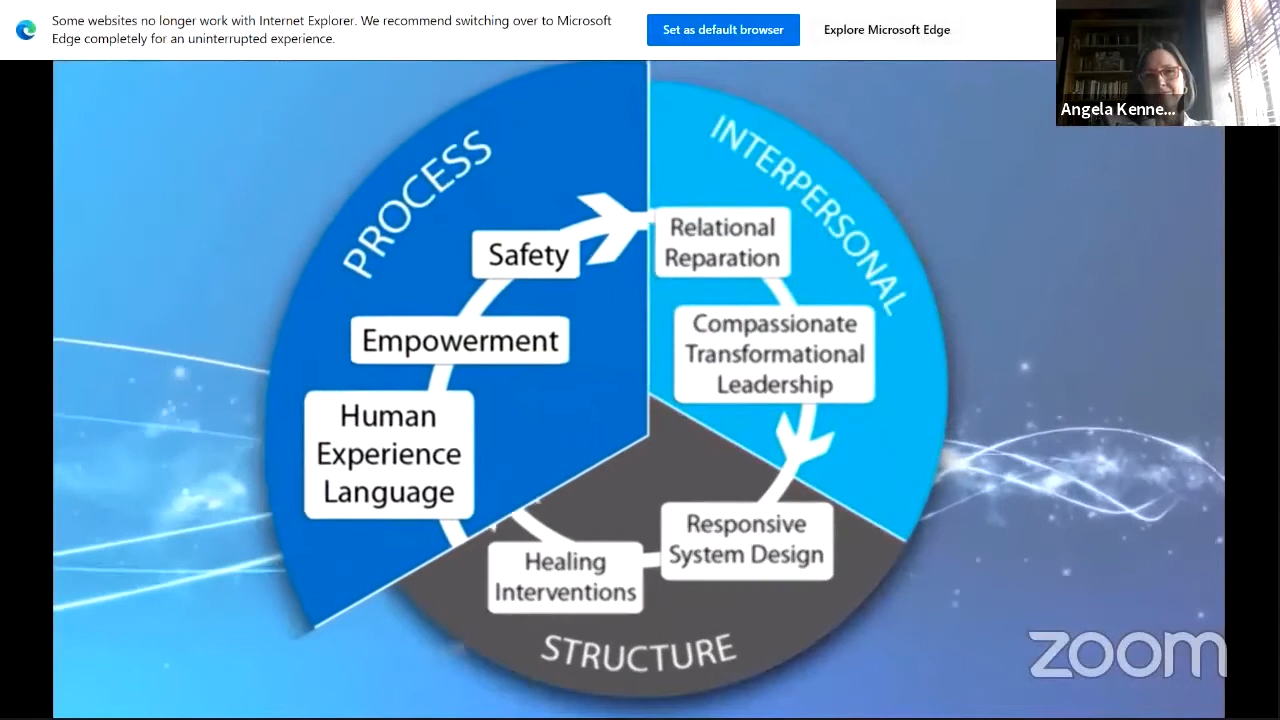 Some websites no longer work with Internet Explorer. We recommend switching over to Microsoft
Edge completely for an uninterrupted experience.
Set as default browser
Explore Microsoft Edge
Angela Kenne...
PROCESS
Safety
Empowerment
Human
Experience
Language
INTERPERSONAL
Relational
Reparation
Compassionate
Transformational
Leadership
Responsive
System Design
Healing
Interventions
STRUCTURE
zoom